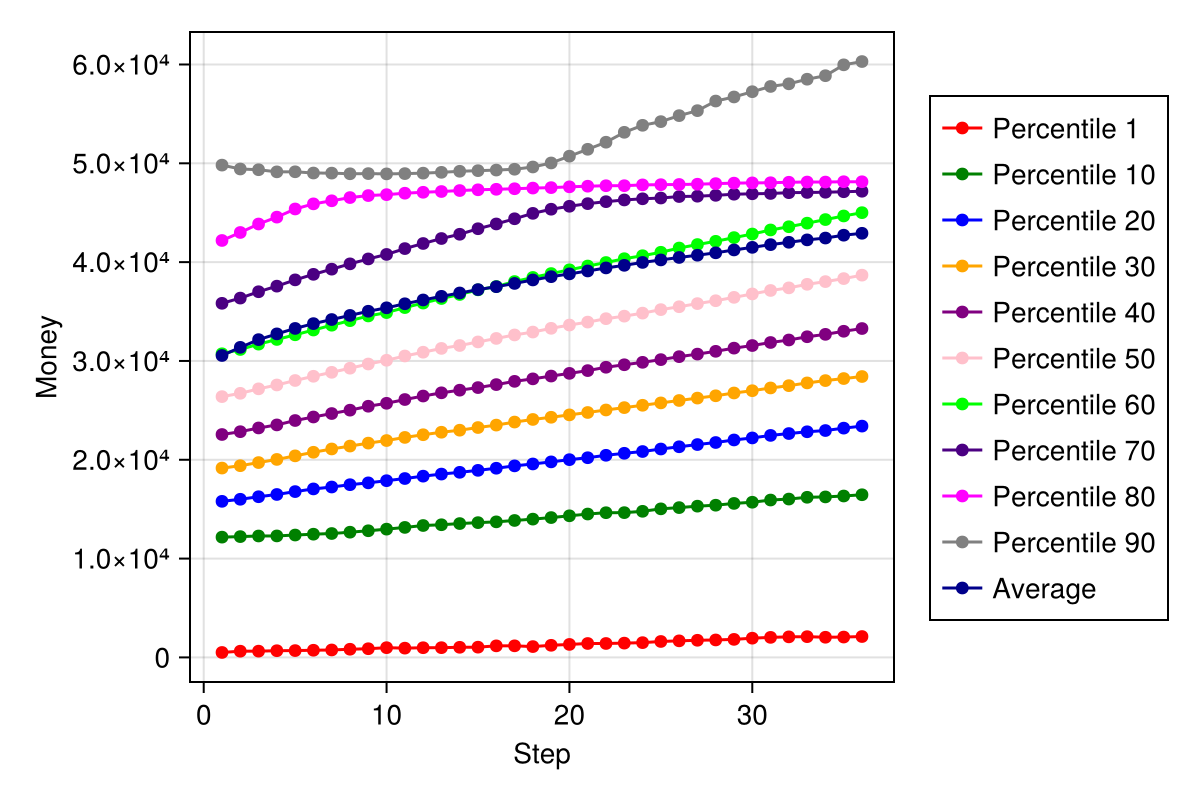 6.0×10⁴
5.0×10⁴
4.0×10⁴
3.0×10⁴
2.0×10⁴
1.0×10⁴
0
Money
0 10 20 30
Step
Percentile 1
Percentile 10
Percentile 20
Percentile 30
Percentile 40
Percentile 50
Percentile 60
Percentile 70
Percentile 80
Percentile 90
Average